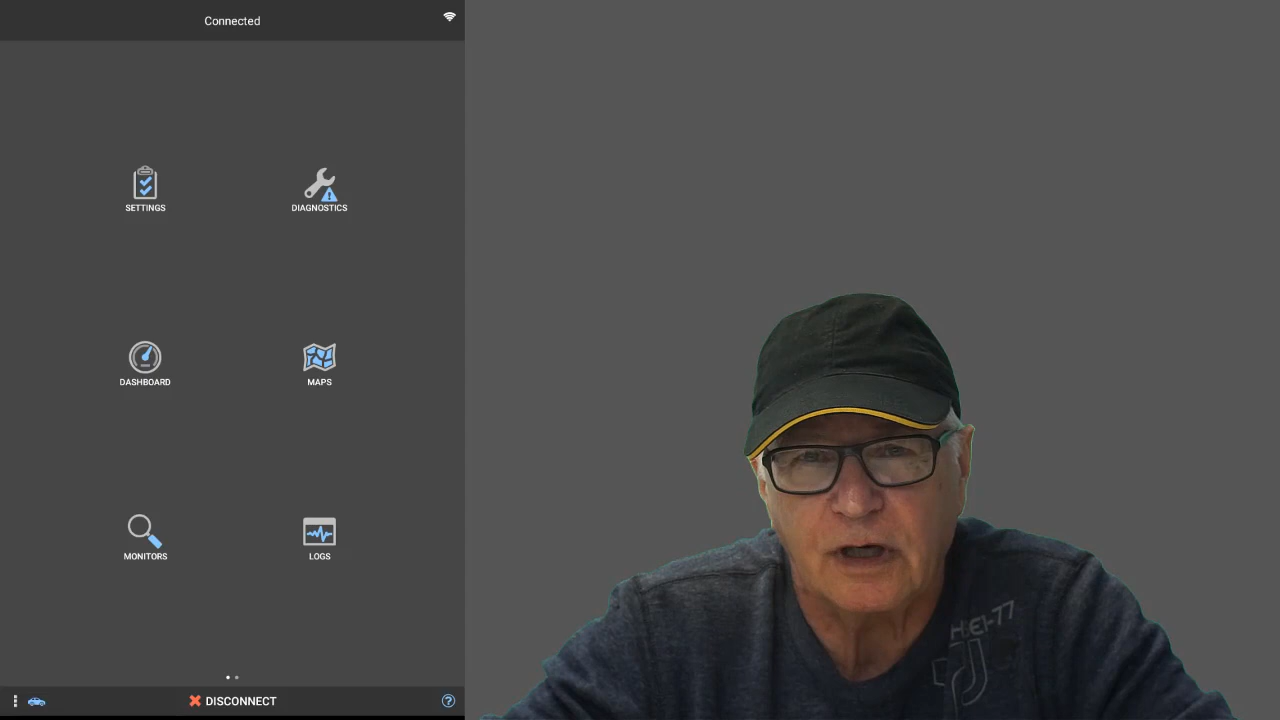 Connected
SETTINGS
DIAGNOSTICS
DASHBOARD
MAPS
MONITORS
LOGS
DISCONNECT